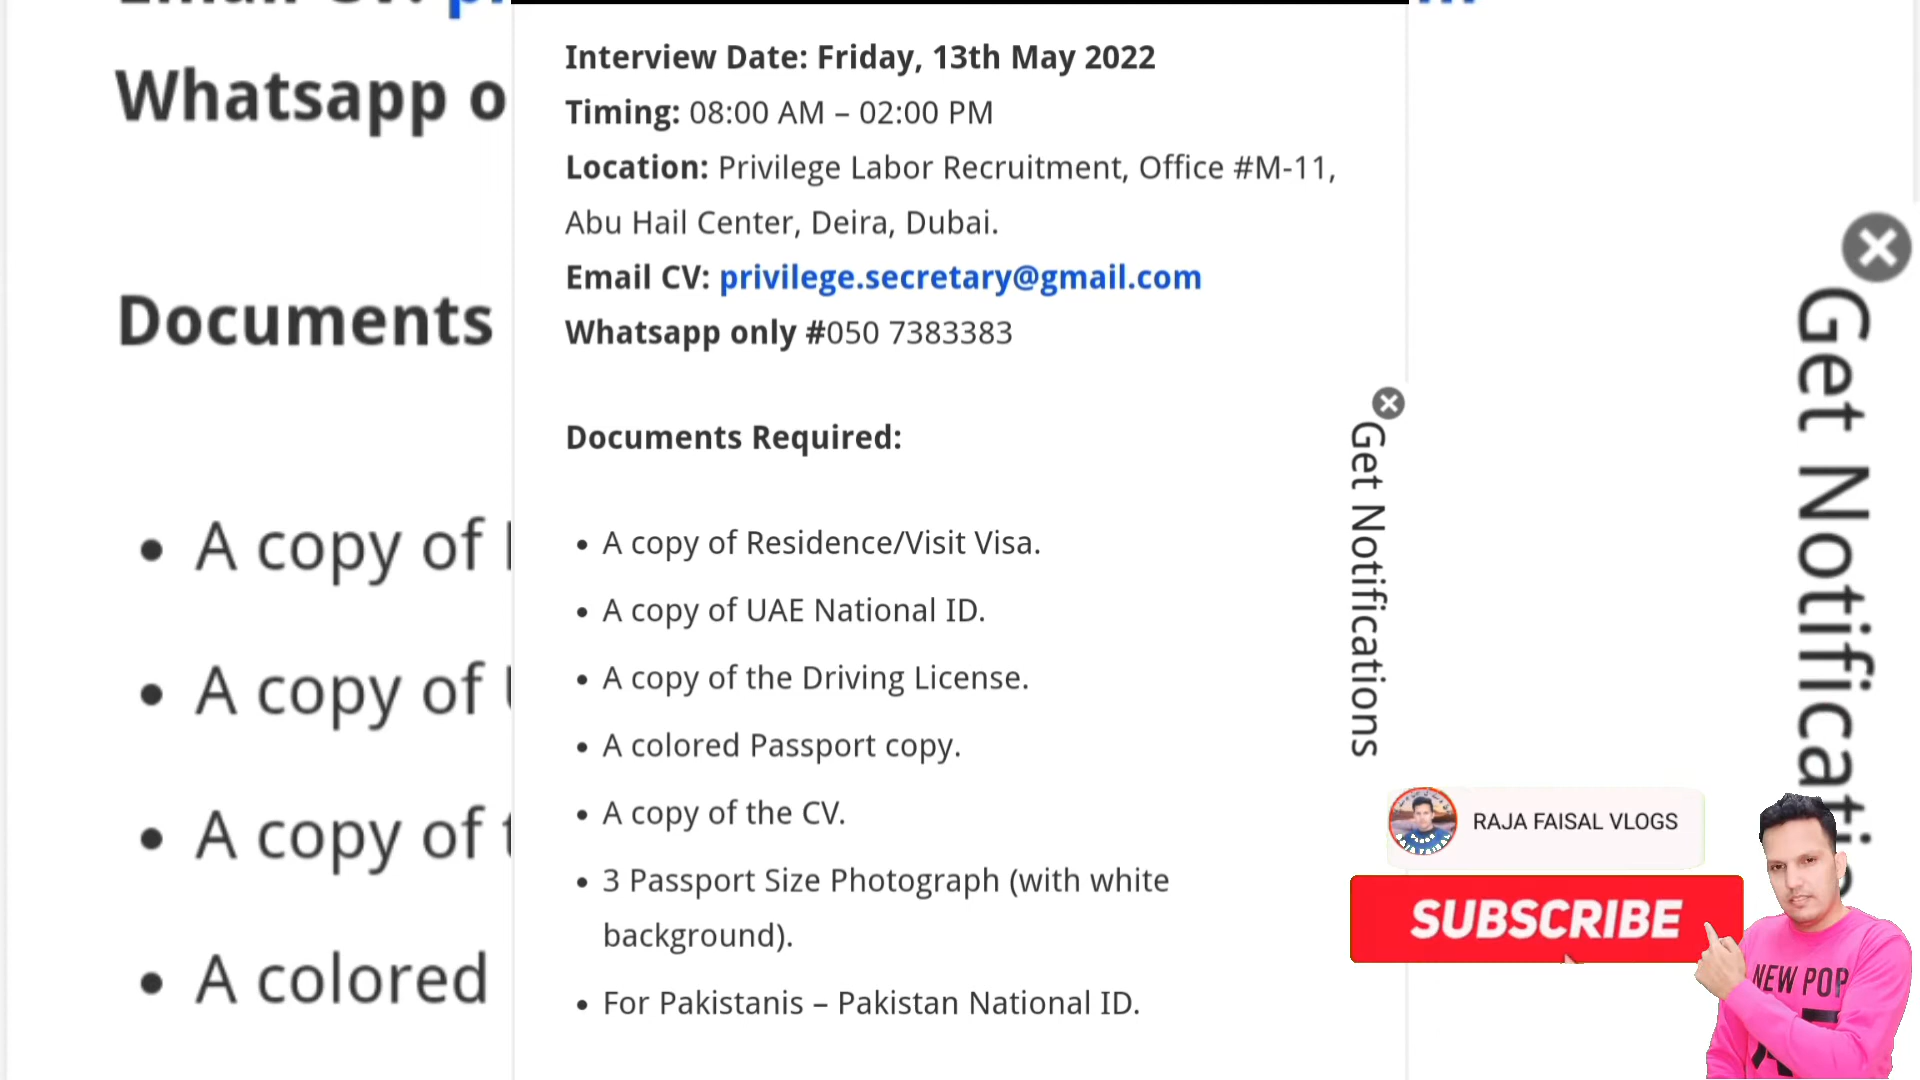 Whatsapp o
Documents
A copy of
A copy of
A copy of
A colored
Interview Date: Friday, 13th May 2022
Timing: 08:00 AM – 02:00 PM
Location: Privilege Labor Recruitment, Office #M-11,
Abu Hail Center, Deira, Dubai.
Email CV: privilege.secretary@gmail.com
Whatsapp only #050 7383383
Documents Required:
• A copy of Residence/Visit Visa.
• A copy of UAE National ID.
• A copy of the Driving License.
• A colored Passport copy.
• A copy of the CV.
• 3 Passport Size Photograph (with white
background).
• For Pakistanis – Pakistan National ID.
Get Notifications
Get Notificatio
RAJA FAISAL VLOGS
SUBSCRIBE
NEW POP